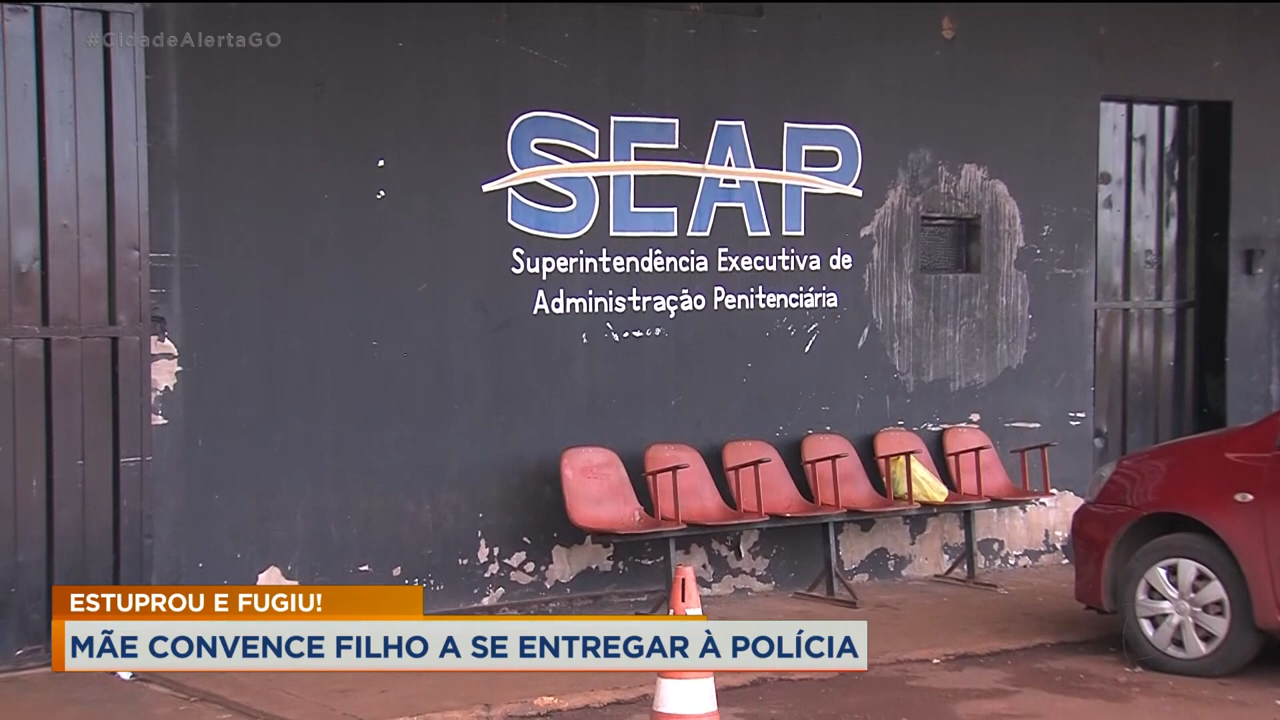 #CidadeAlertaGO
SEAP
Superintendência Executiva de
Administração Penitenciária
ESTUPROU E FUGIU!
MÃE CONVENCE FILHO A SE ENTREGAR À POLÍCIA